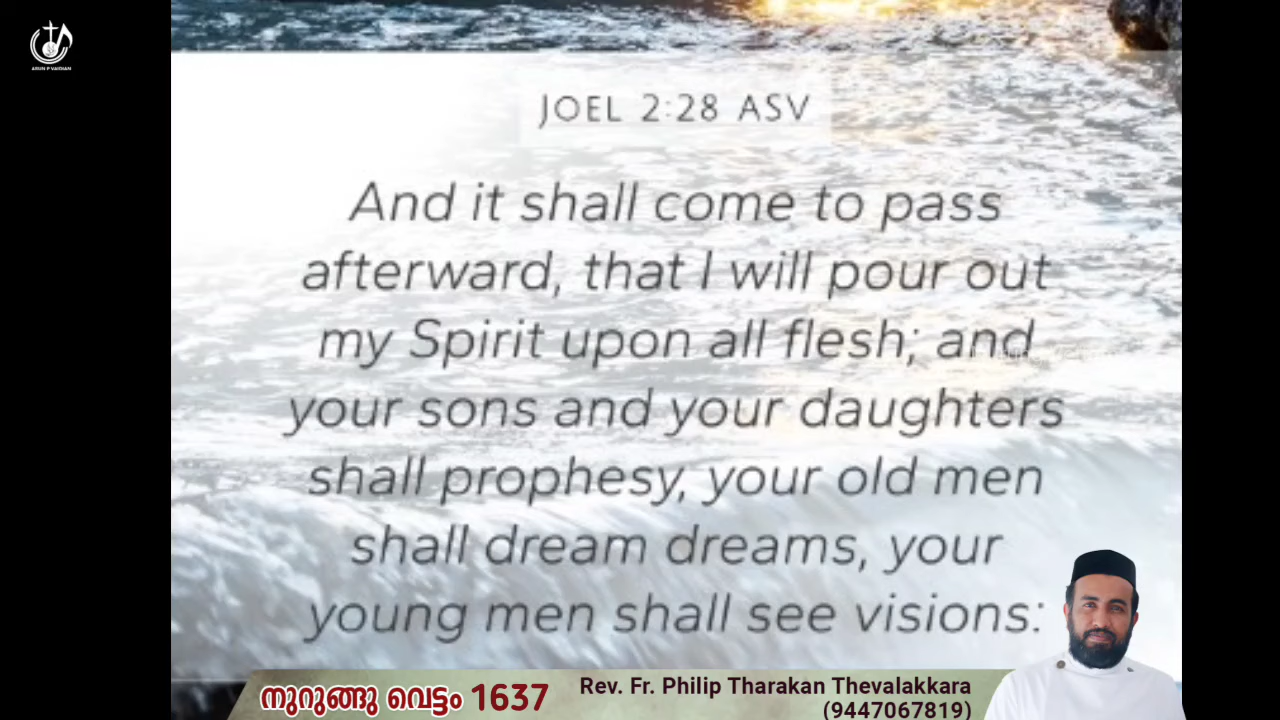 ARUN P VAIDIAN
JOEL 2:28 ASV
And it shall come to pass
afterward, that I will pour out
my Spirit upon all flesh; and
your sons and your daughters
shall prophesy, your old men
shall dream dreams, your
young men shall see visions:
നുറുങ്ങു വെട്ടം 1637
Rev. Fr. Philip Tharakan Thevalakkara
(9447067819)